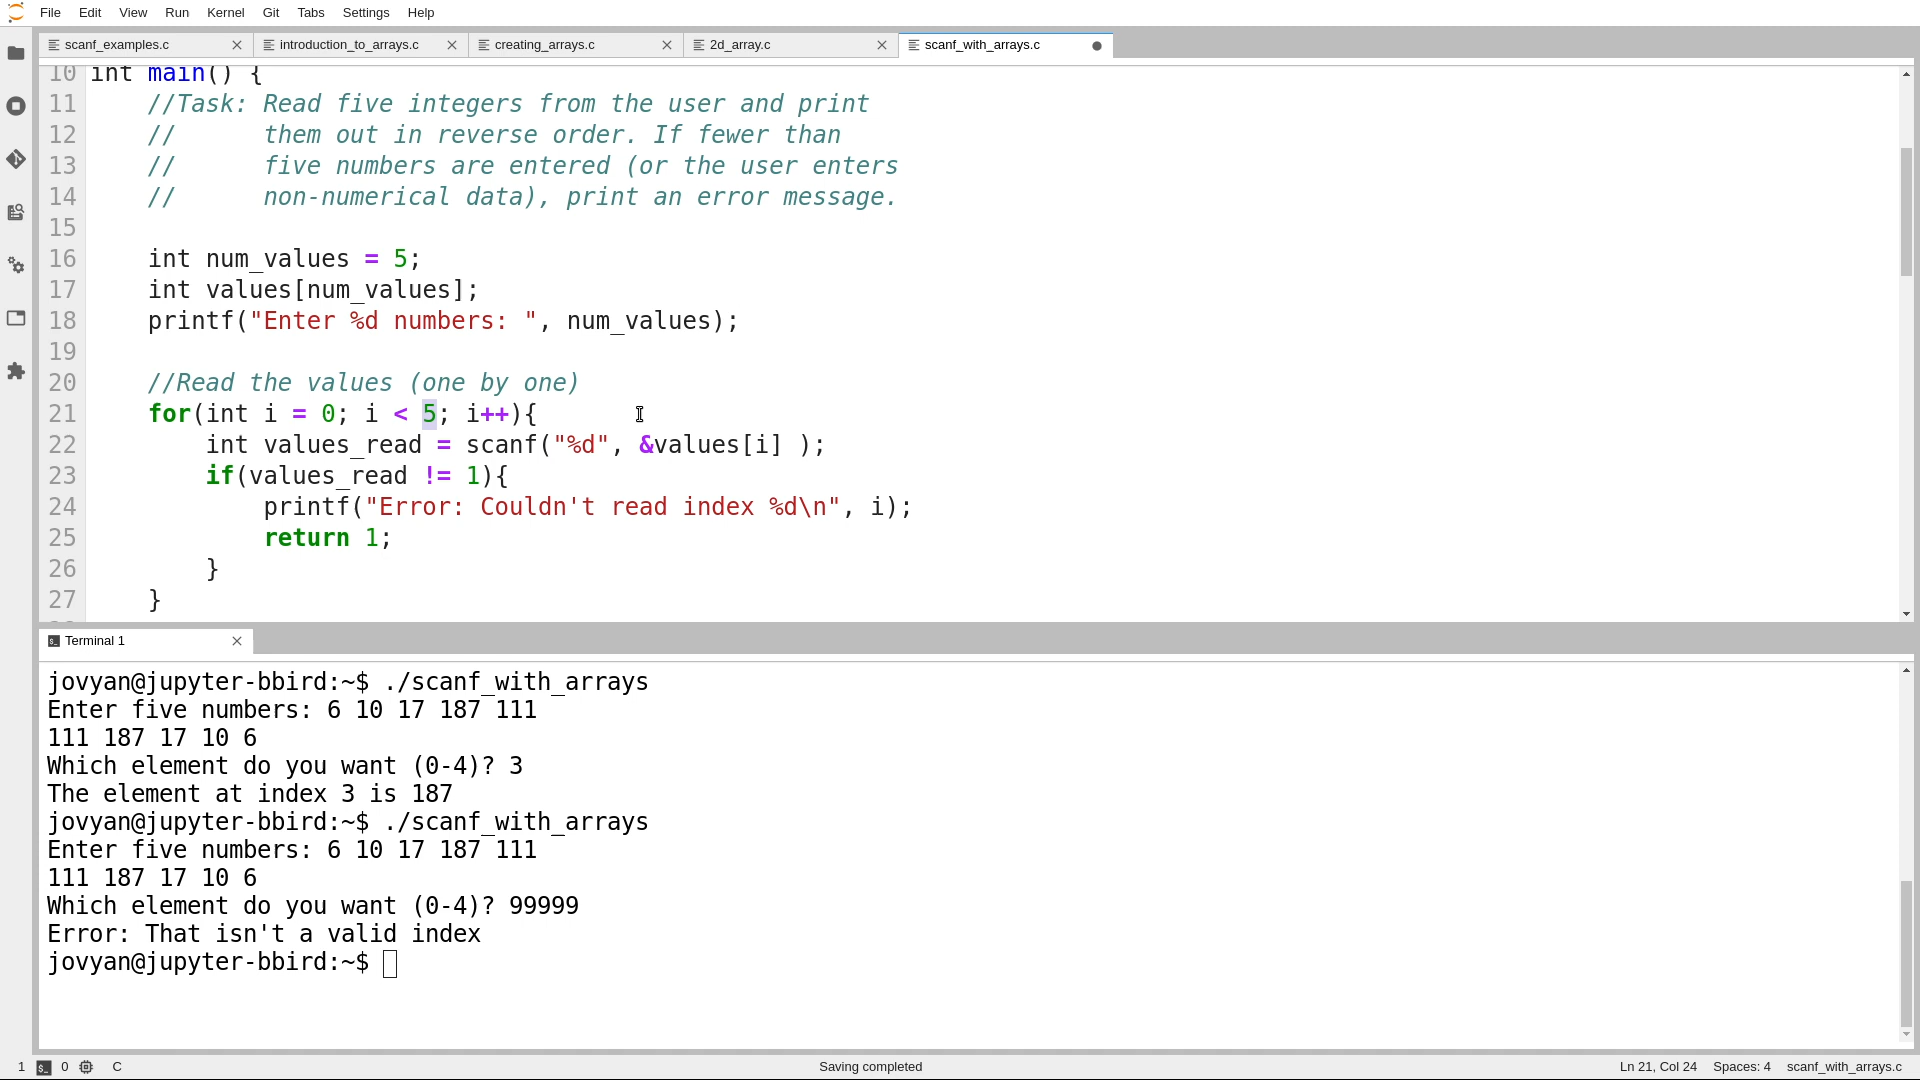 File Edit View Run Kernel Git Tabs Settings Help
scanf_examples.c introduction_to_arrays.c creating_arrays.c 2d_array.c scanf_with_arrays.c
10 int main() {
11 //Task: Read five integers from the user and print
12 // them out in reverse order. If fewer than
13 // five numbers are entered (or the user enters
14 // non-numerical data), print an error message.
15
16 int num_values = 5;
17 int values[num_values];
18 printf("Enter %d numbers: ", num_values);
19
20 //Read the values (one by one)
21 for(int i = 0; i < 5; i++){
22 int values_read = scanf("%d", &values[i] );
23 if(values_read != 1){
24 printf("Error: Couldn't read index %d\n", i);
25 return 1;
26 }
27 }
Terminal 1
jovyan@jupyter-bbird:~$ ./scanf_with_arrays
Enter five numbers: 6 10 17 187 111
111 187 17 10 6
Which element do you want (0-4)? 3
The element at index 3 is 187
jovyan@jupyter-bbird:~$ ./scanf_with_arrays
Enter five numbers: 6 10 17 187 111
111 187 17 10 6
Which element do you want (0-4)? 99999
Error: That isn't a valid index
jovyan@jupyter-bbird:~$
1 0 C Saving completed Ln 21, Col 24 Spaces: 4 scanf_with_arrays.c